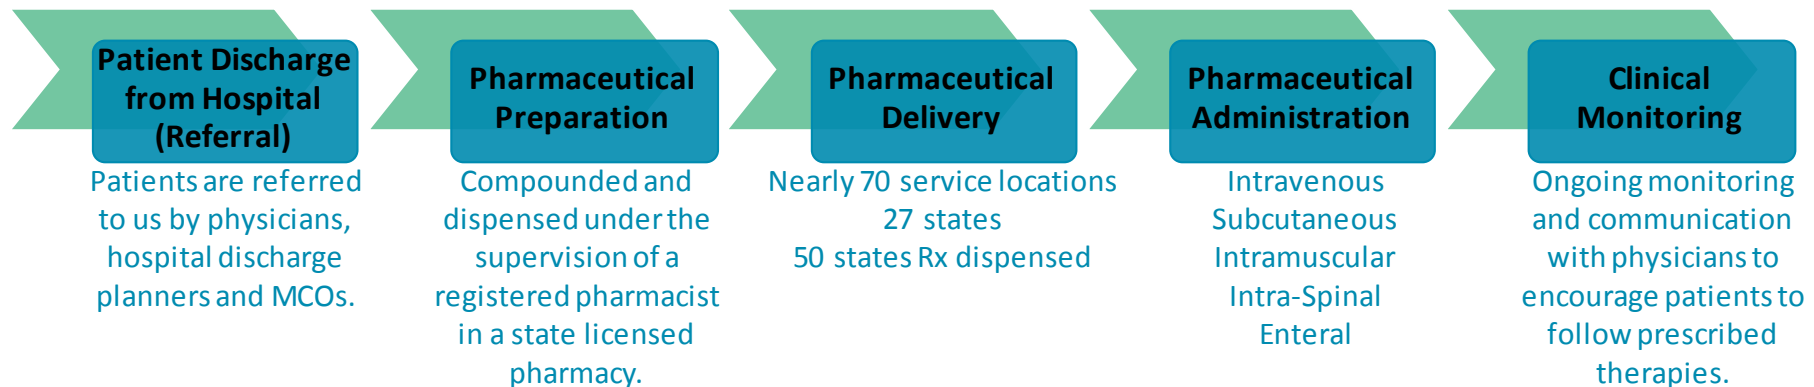 Patient Discharge
from Hospital
(Referral)
Patients are referred
to us by physicians,
hospital discharge
planners and MCOs.
Pharmaceutical
Preparation
Compounded and
dispensed under the
supervision of a
registered pharmacist
in a state licensed
pharmacy.
Pharmaceutical
Delivery
Nearly 70 service locations
27 states
50 states Rx dispensed
Pharmaceutical
Administration
Intravenous
Subcutaneous
Intramuscular
Intra-Spinal
Enteral
Clinical
Monitoring
Ongoing monitoring
and communication
with physicians to
encourage patients to
follow prescribed
therapies.